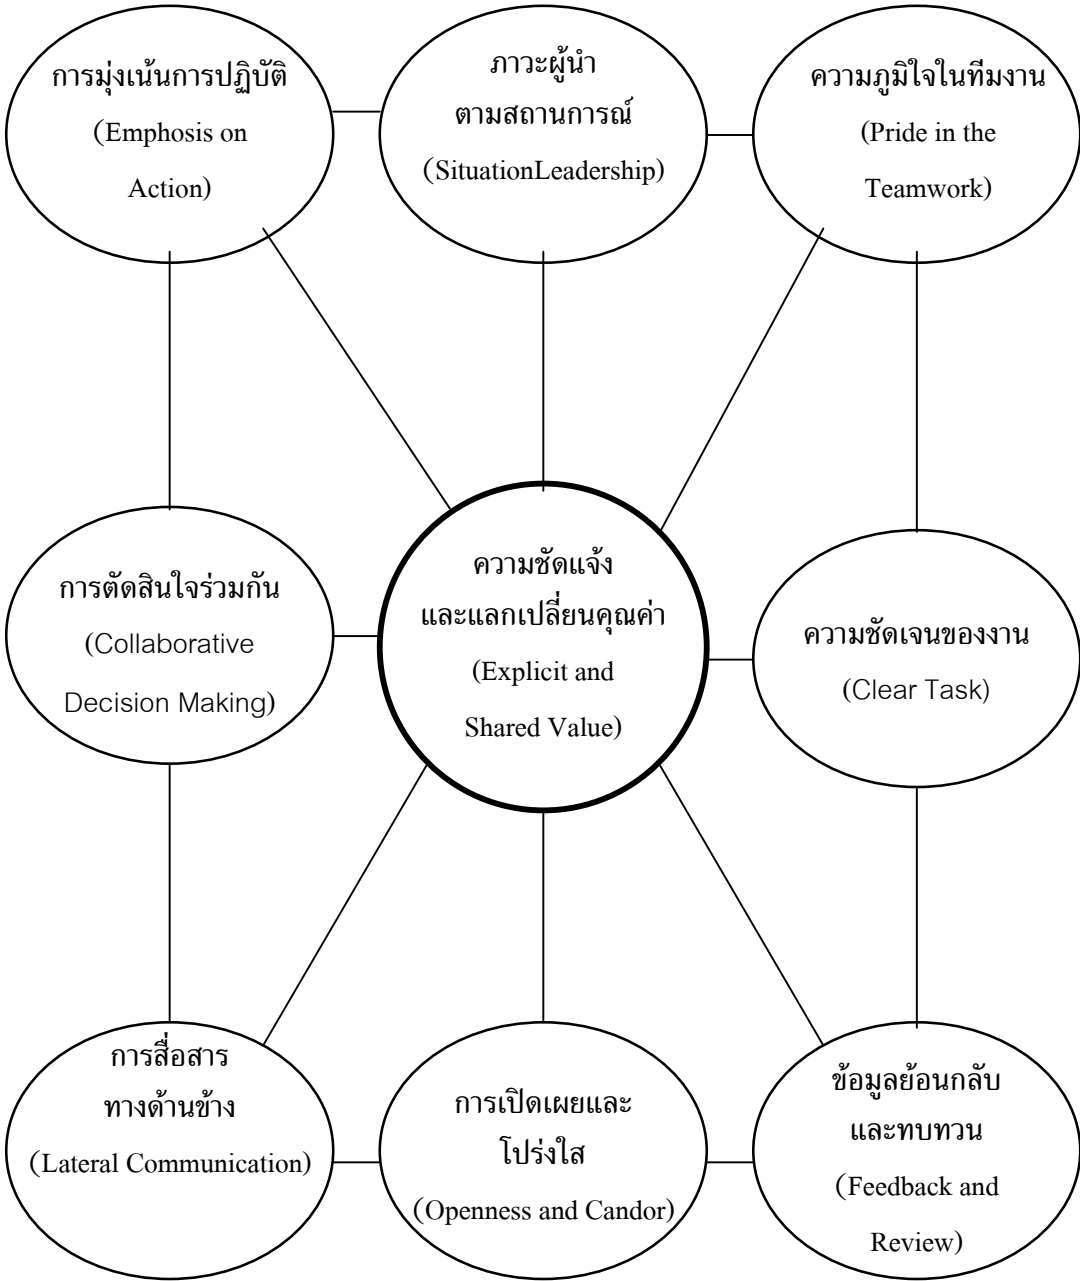 การมุ่งเน้นการปฏิบัติ
(Emphosis on
Action)
ภาวะผู้นำ
ตามสถานการณ์
(SituationLeadership)
ความภูมิใจในทีมงาน
(Pride in the
Teamwork)
การตัดสินใจร่วมกัน
(Collaborative
Decision Making)
ความชัดแจ้ง
และแลกเปลี่ยนคุณค่า
(Explicit and
Shared Value)
ความชัดเจนของงาน
(Clear Task)
การสื่อสาร
ทางด้านข้าง
(Lateral Communication)
การเปิดเผยและ
โปร่งใส
(Openness and Candor)
ข้อมูลย้อนกลับ
และทบทวน
(Feedback and
Review)